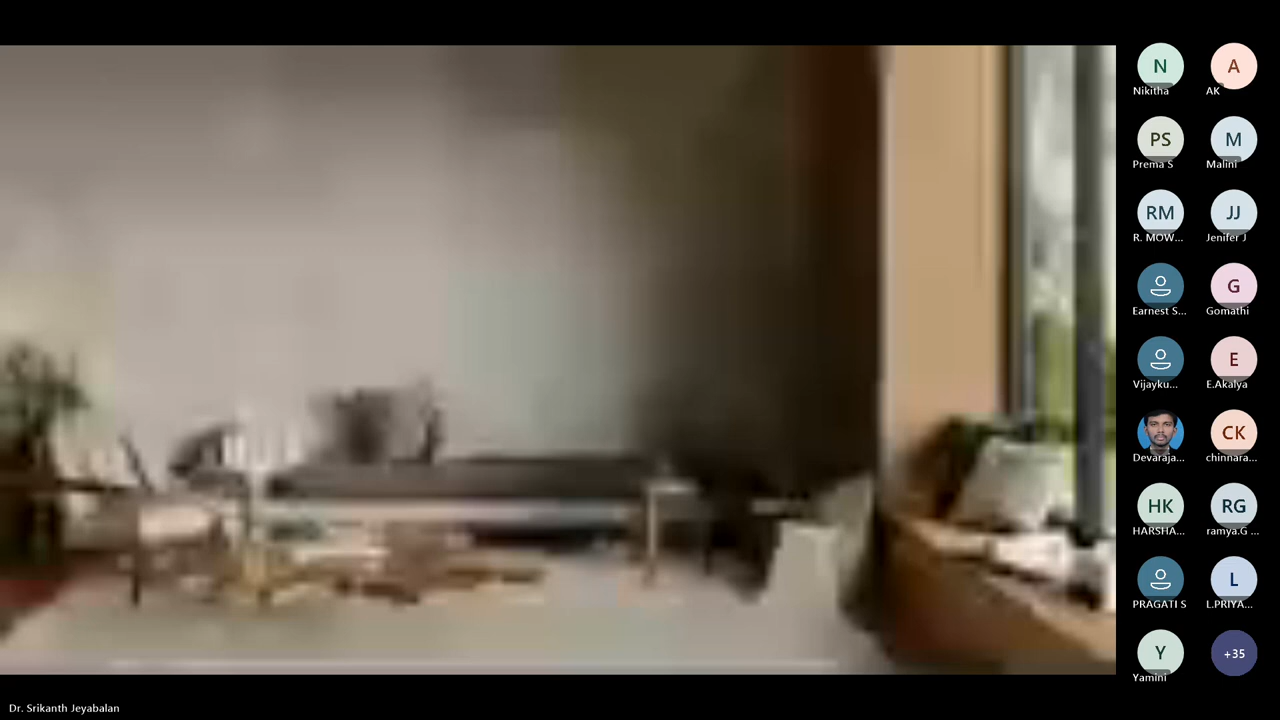 N A
Nikitha AK
PS M
Prema S Malini
RM JJ
R. MOW... Jenifer J
G
Earnest S... Gomathi
E
Vijayku... E.Akalya
CK
Devaraja... chinnara...
HK RG
HARSHA... ramya.G ...
L
PRAGATI S L.PRIYA...
Y +35
Yamini
Dr. Srikanth Jeyabalan